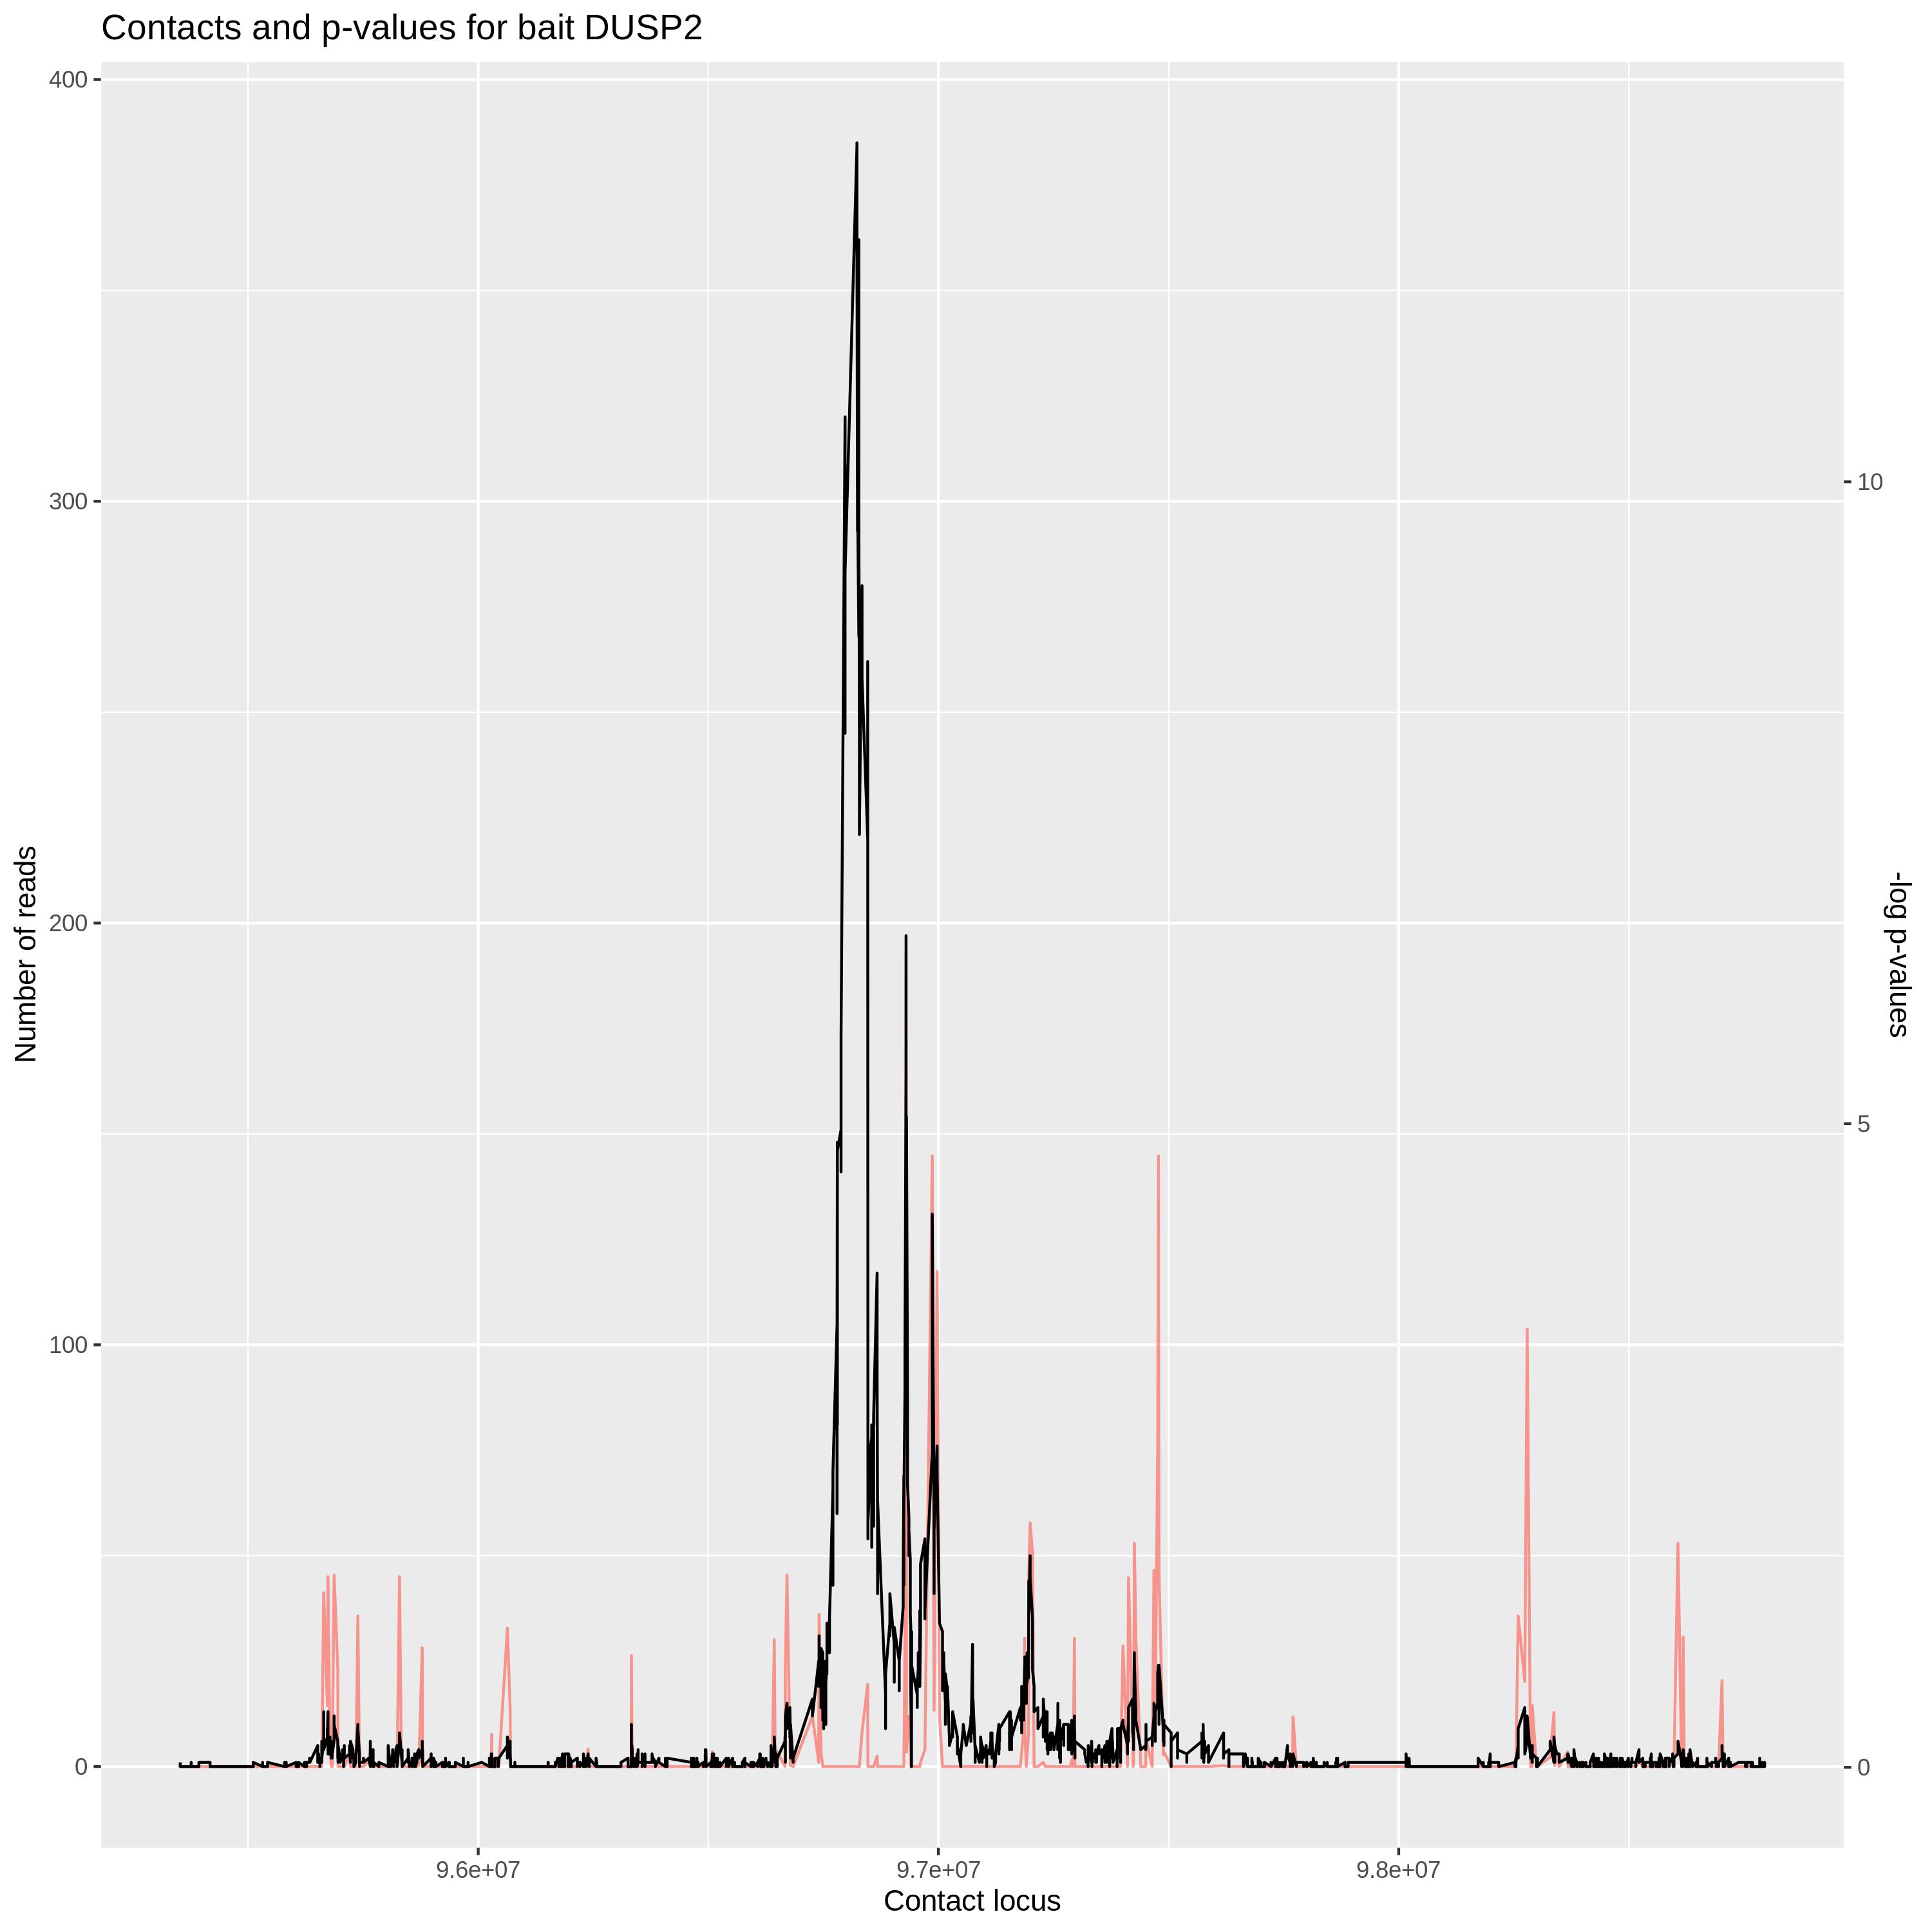 Contacts and p-values for bait DUSP2
400
300
200
100
0
Number of reads
10
5
0
-log p-values
9.6e+07 9.7e+07 9.8e+07
Contact locus